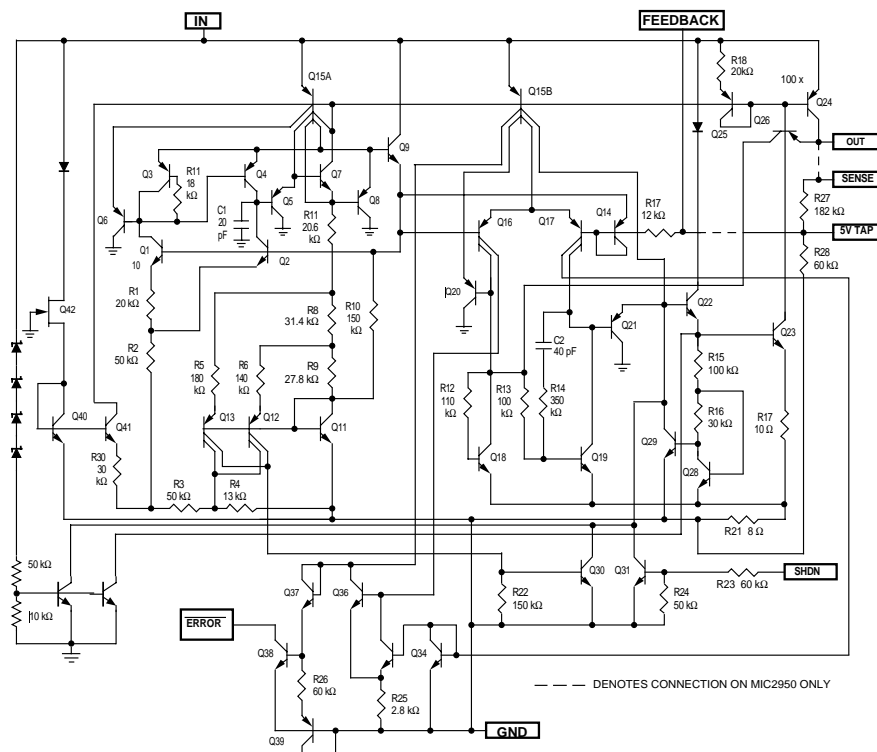 IN
FEEDBACK
R18
20kΩ
100 x
Q15A
Q15B
Q24
Q25
Q26
OUT
Q9
Q3
R11
18
kΩ
Q4
Q7
SENSE
R27
182 kΩ
Q6
C1
20
pF
Q5
Q8
R11
20.6
kΩ
Q16
Q17
Q14
R17
12 kΩ
5V TAP
R28
60 kΩ
Q1
10
Q2
Q42
R1
20 kΩ
R10
150
kΩ
Q20
Q21
Q22
Q23
R8
31.4 kΩ
C2
40 pF
R2
50 kΩ
R5
180
kΩ
R6
140
kΩ
R9
27.8 kΩ
R15
100 kΩ
R12
110
kΩ
R13
100
kΩ
R14
350
kΩ
R16
30 kΩ
R17
10 Ω
Q40
Q41
Q13
Q12
Q11
Q29
Q18
Q19
Q28
R30
30
kΩ
R3
50 kΩ
R4
13 kΩ
R21 8 Ω
50 kΩ
10 kΩ
Q37
Q36
Q30
Q31
R22
150 kΩ
R24
50 kΩ
R23 60 kΩ
SHDN
ERROR
Q38
Q34
R26
60 kΩ
R25
2.8 kΩ
DENOTES CONNECTION ON MIC2950 ONLY
Q39
GND